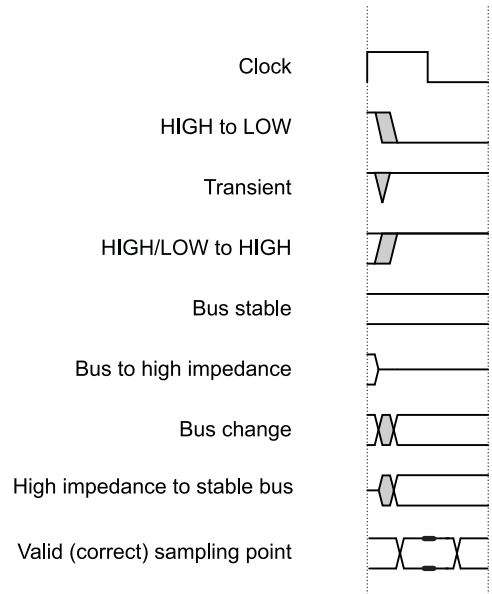 Clock
HIGH to LOW
Transient
HIGH/LOW to HIGH
Bus stable
Bus to high impedance
Bus change
High impedance to stable bus
Valid (correct) sampling point